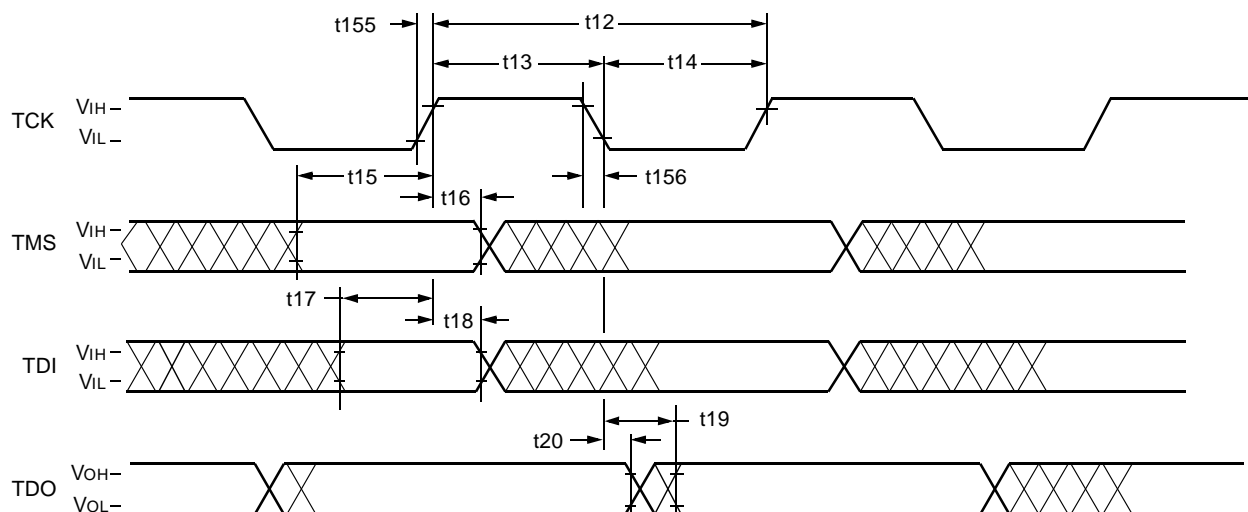 t155
t12
t13
t14
TCK
VIH
VIL
t15
t16
t156
TMS
VIH
VIL
t17
t18
TDI
VIH
VIL
t19
t20
TDO
VOH
VOL